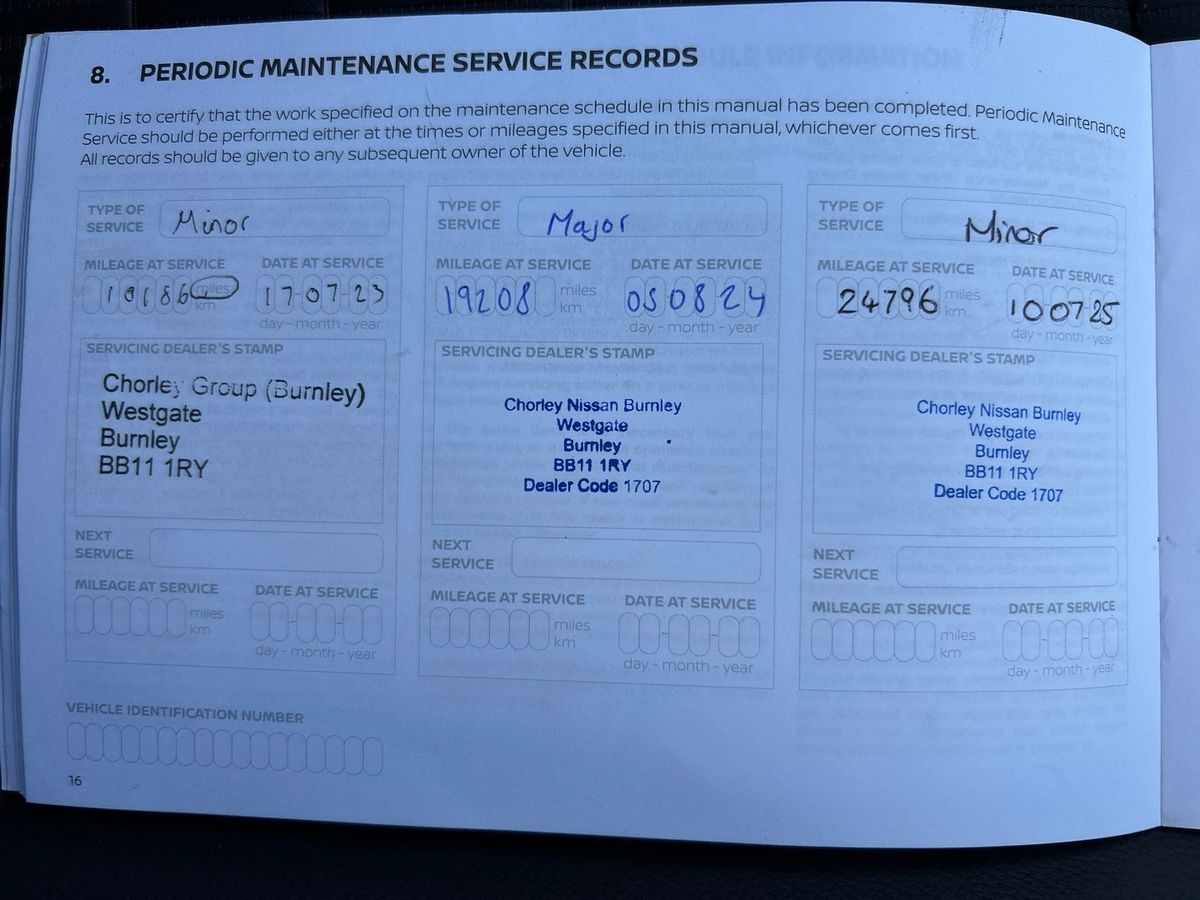 8. PERIODIC MAINTENANCE SERVICE RECORDS
This is to certify that the work specified on the maintenance schedule in this manual has been completed. Periodic Maintenance
Service should be performed either at the times or mileages specified in this manual, whichever comes first.
All records should be given to any subsequent owner of the vehicle.
TYPE OF
SERVICE Minor
MILEAGE AT SERVICE DATE AT SERVICE
10186 miles 17-07-23
km
day - month - year
SERVICING DEALER'S STAMP
Chorley Group (Burnley)
Westgate
Burnley
BB11 1RY
NEXT
SERVICE
MILEAGE AT SERVICE DATE AT SERVICE
miles
km
day - month - year
VEHICLE IDENTIFICATION NUMBER
16
TYPE OF
SERVICE Major
MILEAGE AT SERVICE DATE AT SERVICE
19208 miles 05 08 24
km
day - month - year
SERVICING DEALER'S STAMP
Chorley Nissan Burnley
Westgate
Burnley
BB11 1RY
Dealer Code 1707
NEXT
SERVICE
MILEAGE AT SERVICE DATE AT SERVICE
miles
km
day - month - year
TYPE OF
SERVICE Minor
MILEAGE AT SERVICE DATE AT SERVICE
24796 miles 10-07-25
km
day - month - year
SERVICING DEALER'S STAMP
Chorley Nissan Burnley
Westgate
Burnley
BB11 1RY
Dealer Code 1707
NEXT
SERVICE
MILEAGE AT SERVICE DATE AT SERVICE
miles
km
day - month - year